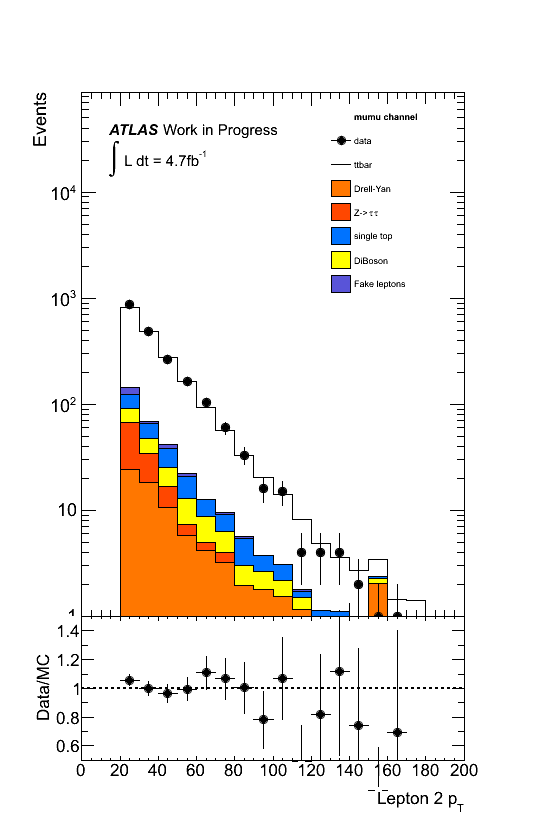 Events
ATLAS Work in Progress
∫ L dt = 4.7fb⁻¹
mumu channel
data
ttbar
Drell-Yan
Z->ττ
single top
DiBoson
Fake leptons
10⁴
10³
10²
10
1
Data/MC
1.4
1.2
1
0.8
0.6
0 20 40 60 80 100 120 140 160 180 200
Lepton 2 p_T